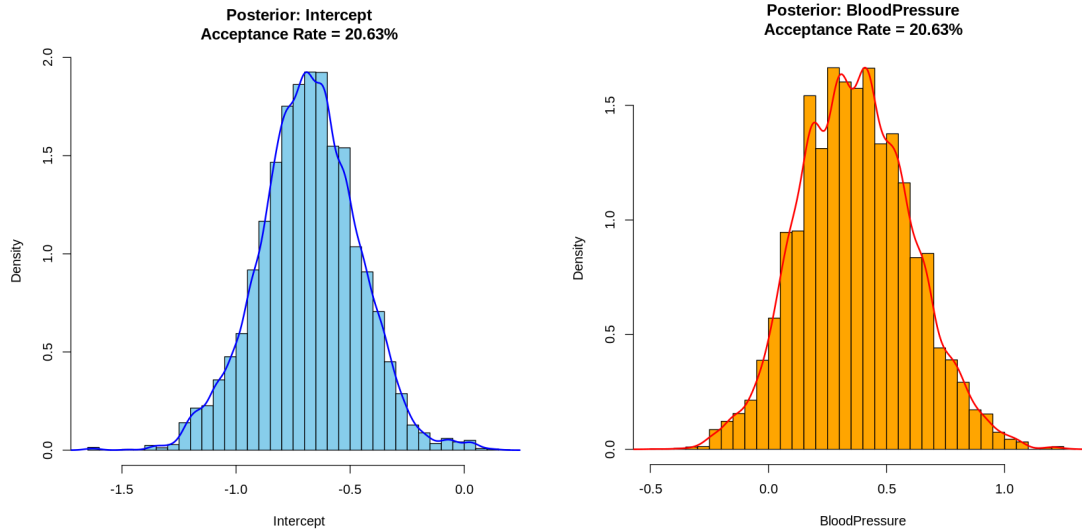 Posterior: Intercept
Acceptance Rate = 20.63%
2.0
1.5
1.0
0.5
0.0
Density
-1.5
-1.0
-0.5
0.0
Intercept
Posterior: BloodPressure
Acceptance Rate = 20.63%
1.5
1.0
0.5
0.0
Density
-0.5
0.0
0.5
1.0
BloodPressure